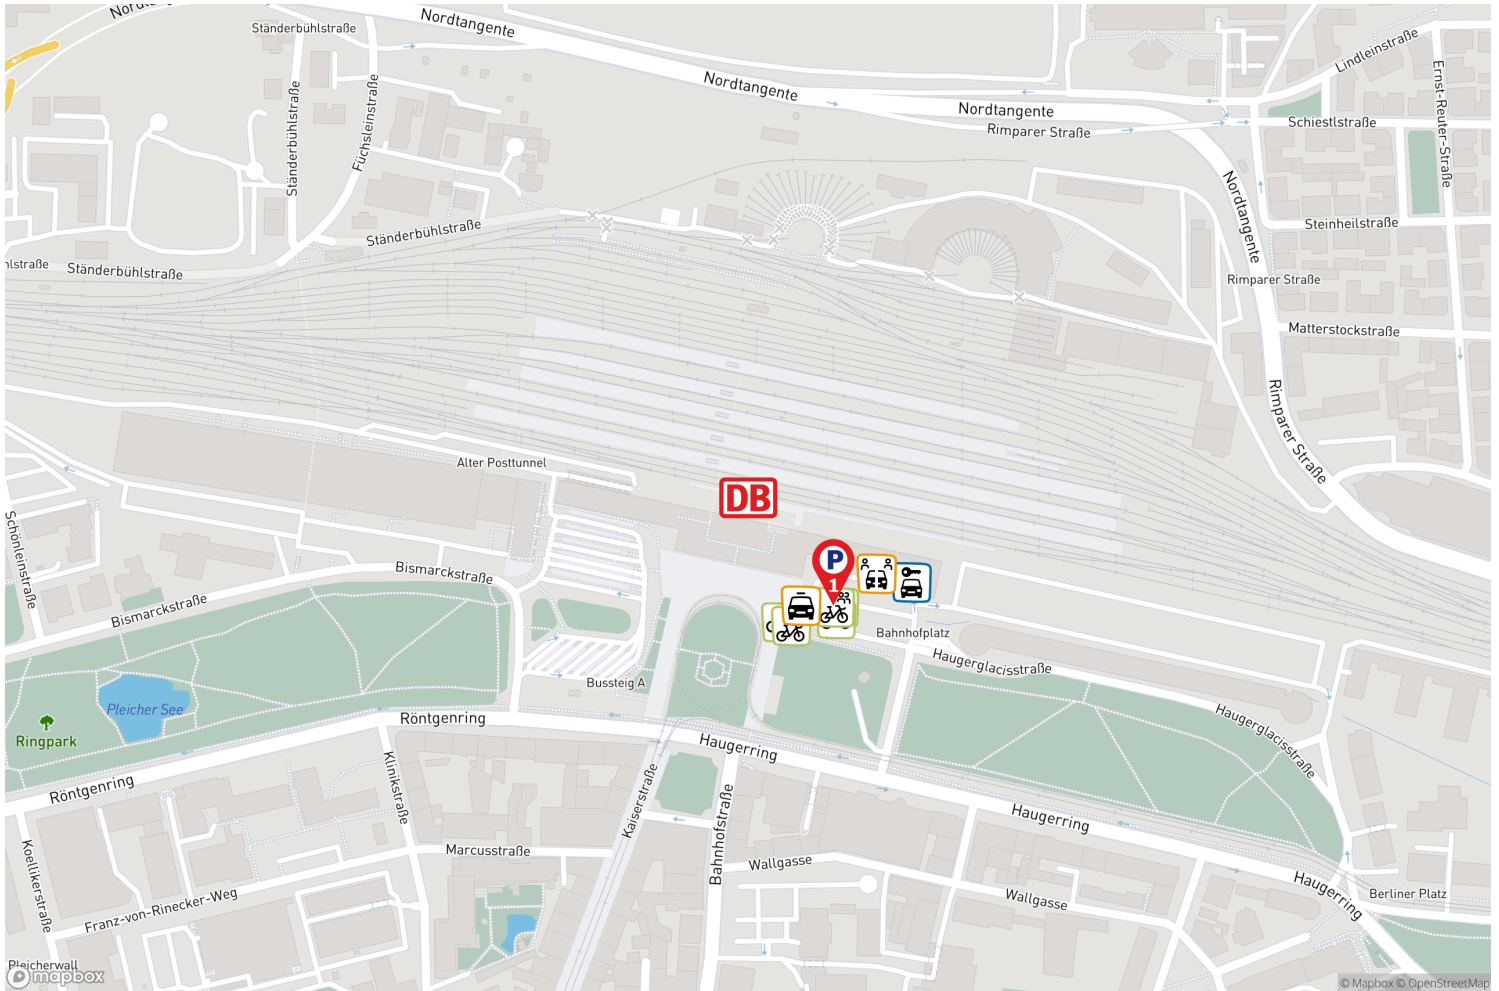 Nordtangente
Ständerbühlstraße
Nordtangente
Lindleinstraße
Nordtangente
Nordtangente
Rimparer Straße
Schiestlstraße
Ernst-Reuter-Straße
Ständerbühlstraße
Füchsleinstraße
Nordtangente
Steinheilstraße
Ständerbühlstraße
hlstraße
Ständerbühlstraße
Rimparer Straße
Matterstockstraße
Rimparer Straße
Alter Posttunnel
DB
Schönleinstraße
P
1
Bismarckstraße
Bismarckstraße
Bahnhofplatz
Haugerglacisstraße
Bussteig A
Pleicher See
Ringpark
Röntgenring
Haugerglacisstraße
Haugerring
Röntgenring
Klinikstraße
Kaiserstraße
Bahnhofstraße
Haugerring
Koellikerstraße
Marcusstraße
Wallgasse
Haugerring
Berliner Platz
Franz-von-Rinecker-Weg
Wallgasse
Pleicherwall
mapbox
© Mapbox © OpenStreetMap